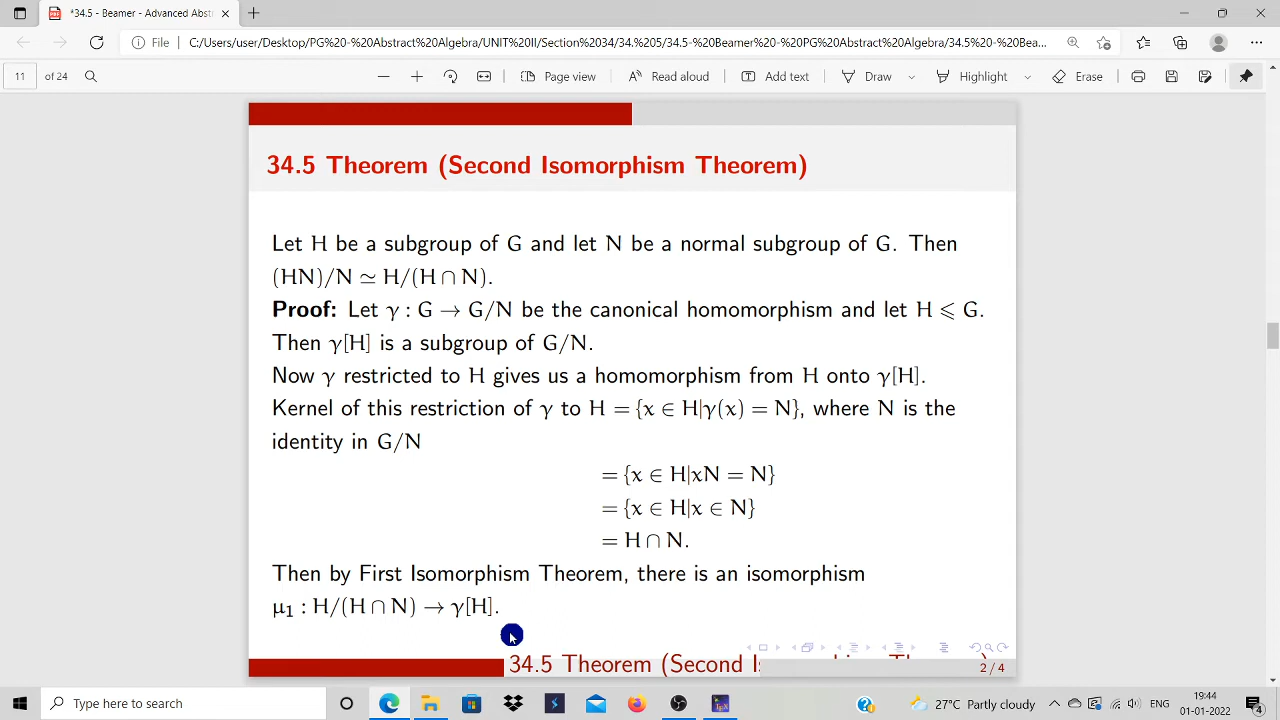 *34.5 - Beamer - Advanced Abst
File
C:/Users/user/Desktop/PG%20-%20Abstract%20Algebra/UNIT%20II/Section%2034/34.%205/34.5-%20Beamer%20-%20PG%20Abstract%20Algebra/34.5%20-%20Bea...
11 of 24
Page view
Read aloud
Add text
Draw
Highlight
Erase
34.5 Theorem (Second Isomorphism Theorem)
Let H be a subgroup of G and let N be a normal subgroup of G. Then
(HN)/N ≃ H/(H ∩ N).
Proof: Let γ : G → G/N be the canonical homomorphism and let H ⩽ G.
Then γ[H] is a subgroup of G/N.
Now γ restricted to H gives us a homomorphism from H onto γ[H].
Kernel of this restriction of γ to H = {x ∈ H|γ(x) = N}, where N is the
identity in G/N
= {x ∈ H|xN = N}
= {x ∈ H|x ∈ N}
= H ∩ N.
Then by First Isomorphism Theorem, there is an isomorphism
μ₁ : H/(H ∩ N) → γ[H].
34.5 Theorem (Second
2 / 4
Type here to search
27°C Partly cloudy
19:44
01-01-2022
4